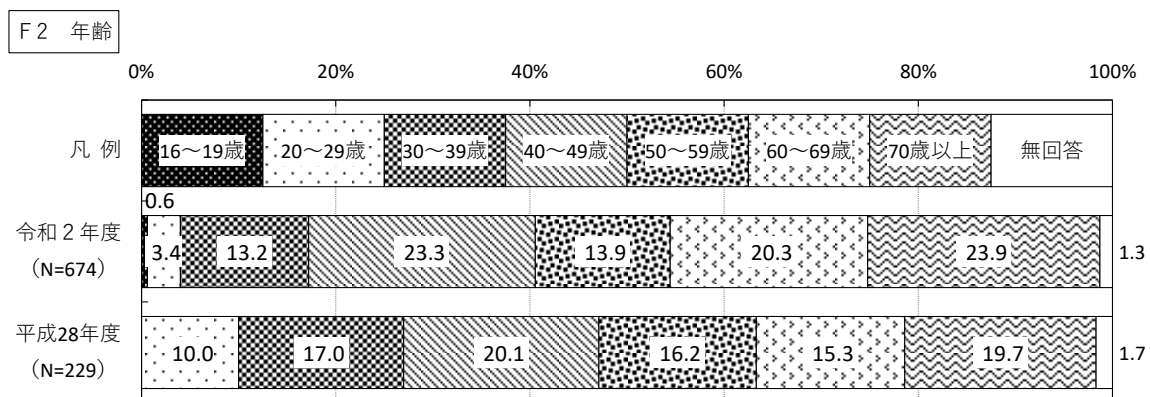 F2 年齢
0% 20% 40% 60% 80% 100%
凡 例 16～19歳 20～29歳 30～39歳 40～49歳 50～59歳 60～69歳 70歳以上 無回答
0.6
令和２年度
（N=674）
3.4 13.2 23.3 13.9 20.3 23.9 1.3
平成28年度
（N=229）
10.0 17.0 20.1 16.2 15.3 19.7 1.7